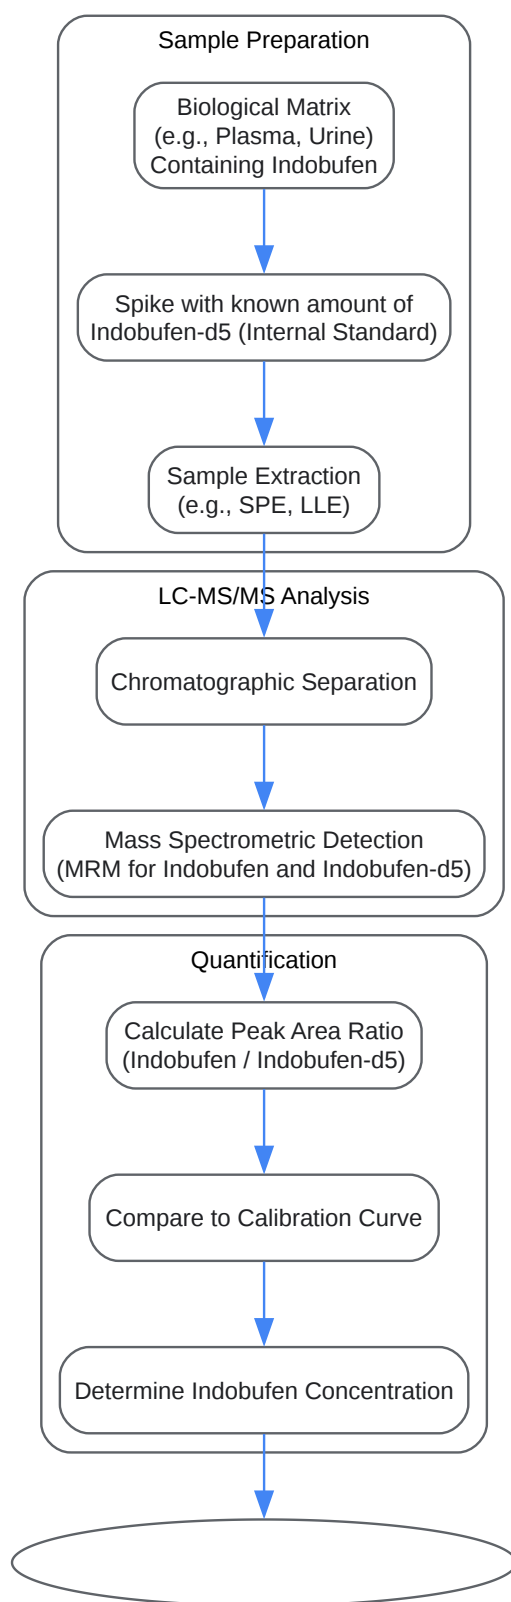 Sample Preparation
Biological Matrix
(e.g., Plasma, Urine)
Containing Indobufen
Spike with known amount of
Indobufen-d5 (Internal Standard)
Sample Extraction
(e.g., SPE, LLE)
LC-MS/MS Analysis
Chromatographic Separation
Mass Spectrometric Detection
(MRM for Indobufen and Indobufen-d5)
Quantification
Calculate Peak Area Ratio
(Indobufen / Indobufen-d5)
Compare to Calibration Curve
Determine Indobufen Concentration